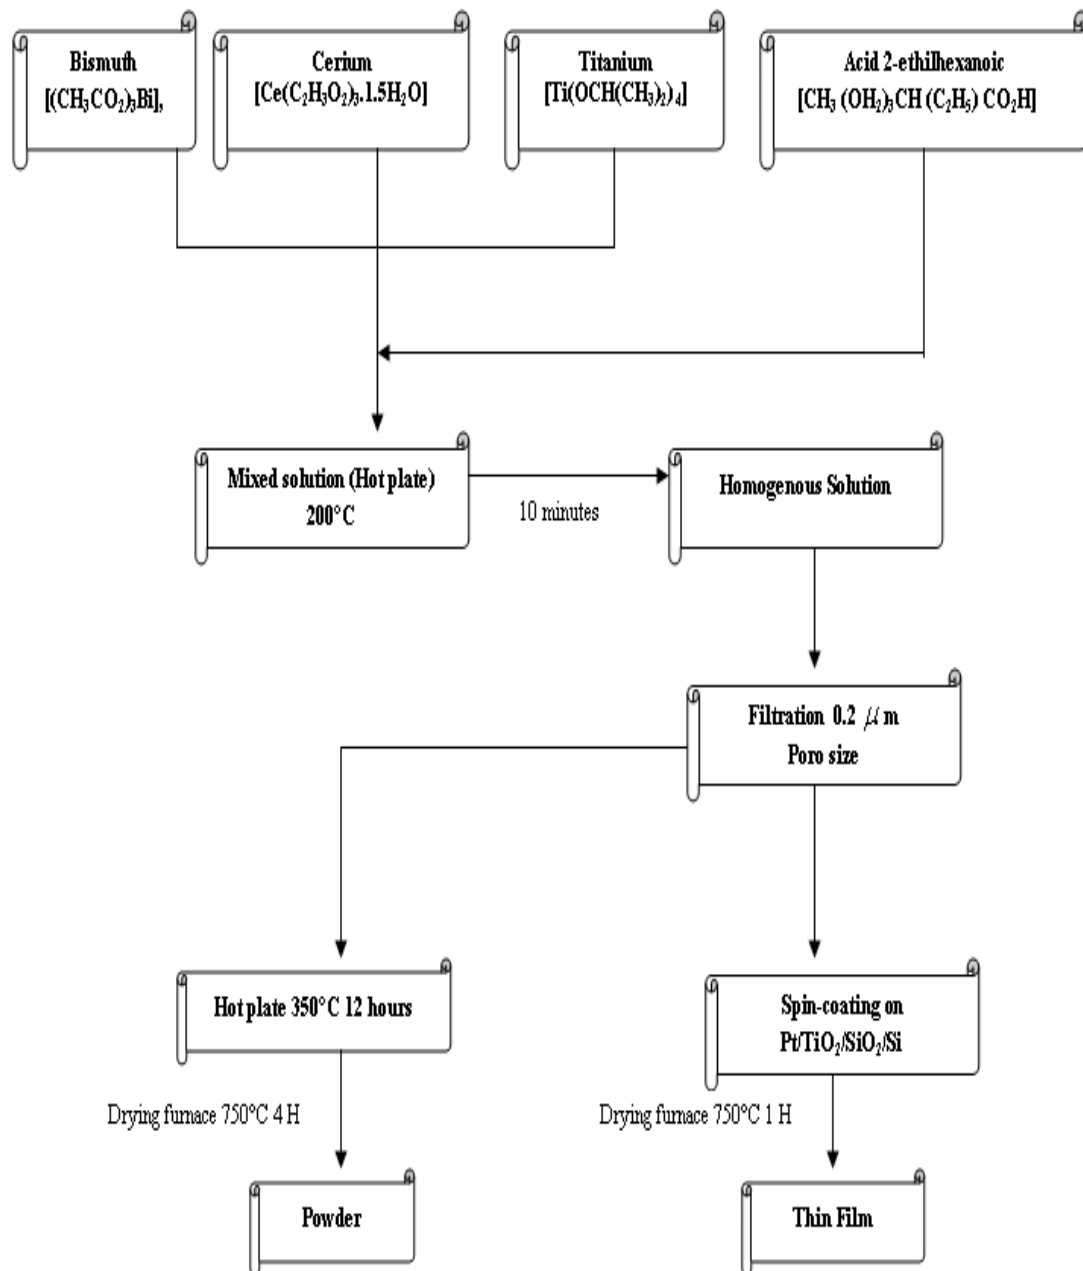 Bismuth
[(CH₃CO₂)₃Bi],
Cerium
[Ce(C₂H₃O₂)₃.1.5H₂O]
Titanium
[Ti(OCH(CH₃)₂)₄]
Acid 2-ethilhexanoic
[CH₃ (OH₂)₃CH (C₂H₅) CO₂H]
Mixed solution (Hot plate)
200°C
10 minutes
Homogenous Solution
Filtration 0.2 μm
Poro size
Hot plate 350°C 12 hours
Spin-coating on
Pt/TiO₂/SiO₂/Si
Drying furnace 750°C 4 H
Drying furnace 750°C 1 H
Powder
Thin Film